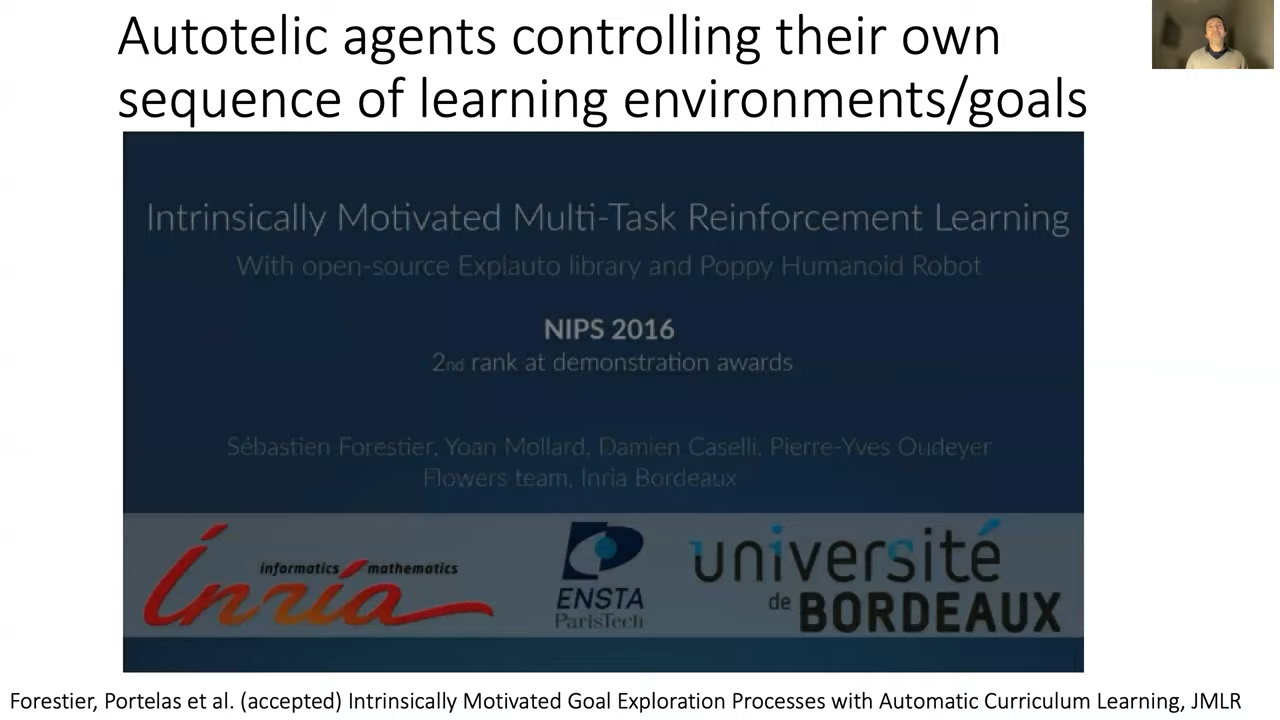 Autotelic agents controlling their own
sequence of learning environments/goals
Intrinsically Motivated Multi-Task Reinforcement Learning
With open-source Explauto library and Poppy Humanoid Robot
NIPS 2016
2nd rank at demonstration awards
Sébastien Forestier, Yoan Mollard, Damien Caselli, Pierre-Yves Oudeyer
Flowers team, Inria Bordeaux
informatics mathematics
Inría
ENSTA
ParisTech
université
de BORDEAUX
Forestier, Portelas et al. (accepted) Intrinsically Motivated Goal Exploration Processes with Automatic Curriculum Learning, JMLR